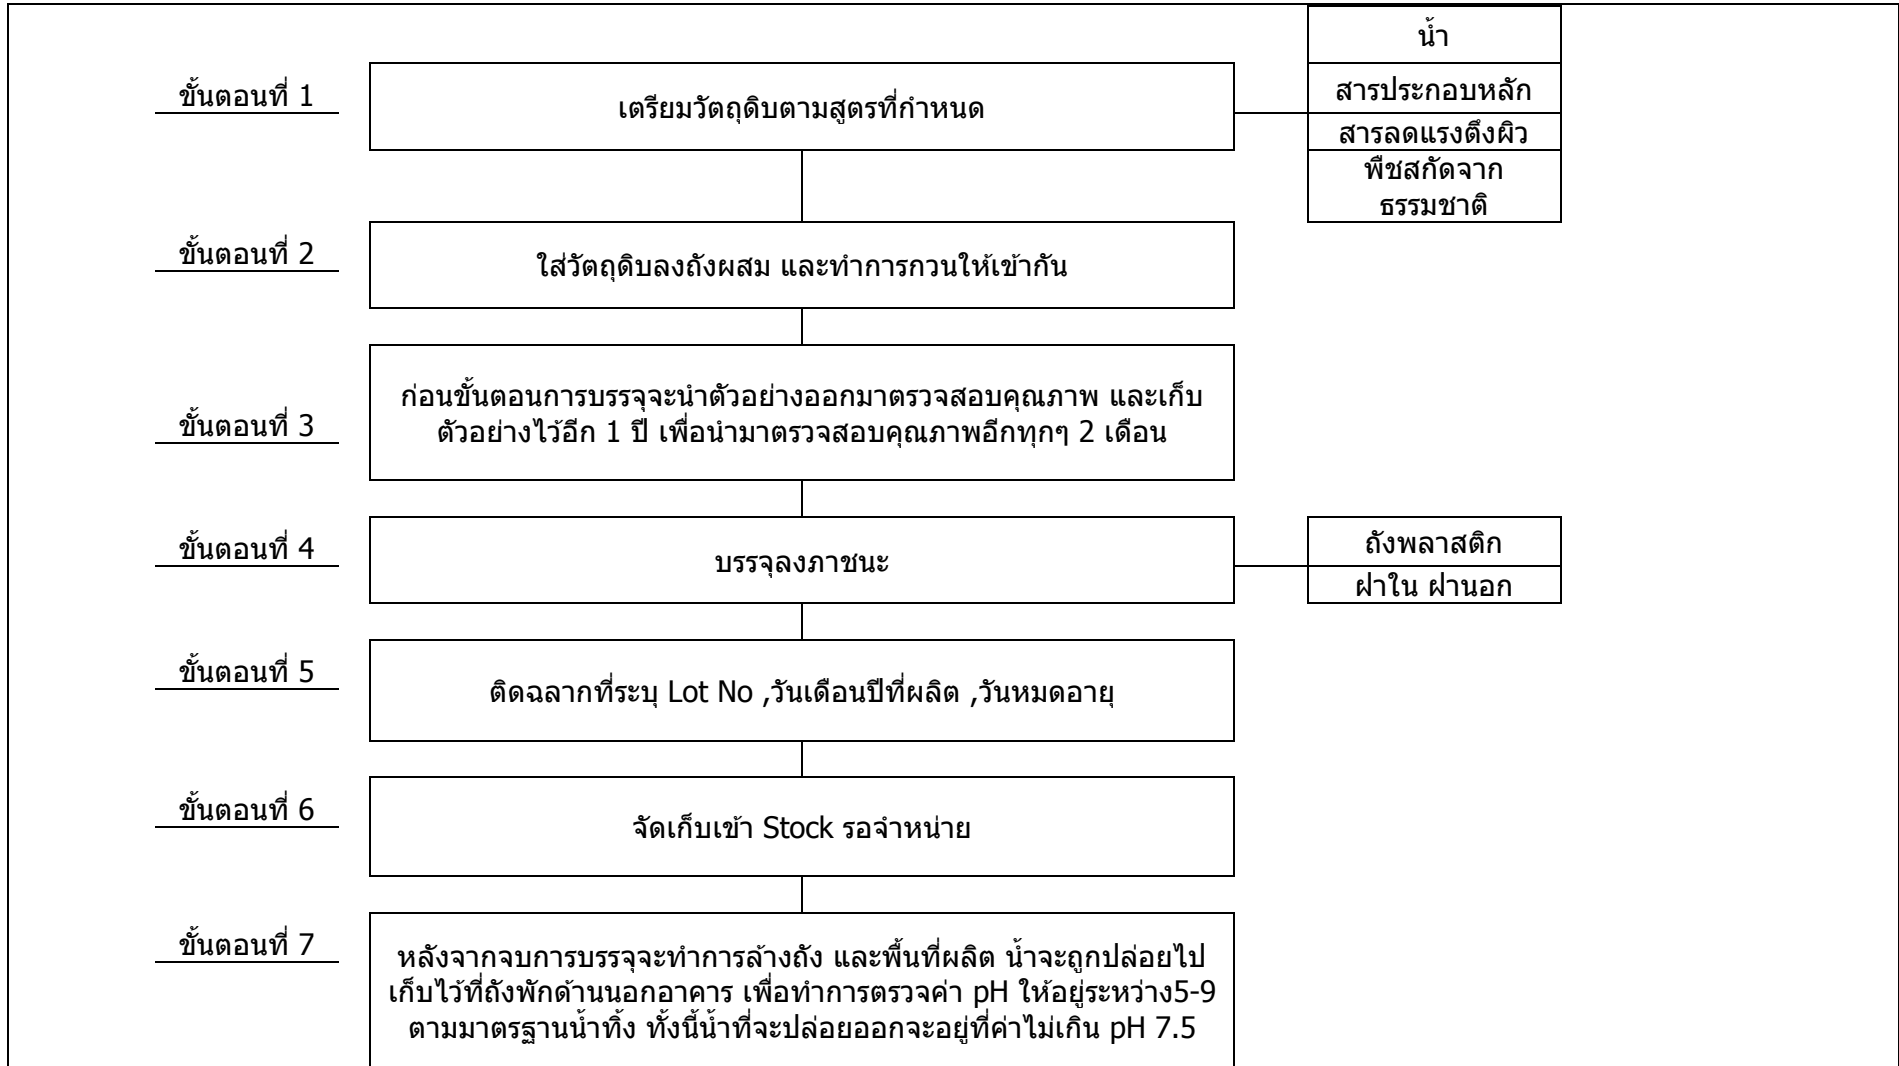 น้ำ
ขั้นตอนที่ 1
เตรียมวัตถุดิบตามสูตรที่กำหนด
สารประกอบหลัก
สารลดแรงตึงผิว
พืชสกัดจาก
ธรรมชาติ
ขั้นตอนที่ 2
ใส่วัตถุดิบลงถังผสม และทำการกวนให้เข้ากัน
ขั้นตอนที่ 3
ก่อนขั้นตอนการบรรจุจะนำตัวอย่างออกมาตรวจสอบคุณภาพ และเก็บ
ตัวอย่างไว้อีก 1 ปี เพื่อนำมาตรวจสอบคุณภาพอีกทุกๆ 2 เดือน
ขั้นตอนที่ 4
บรรจุลงภาชนะ
ถังพลาสติก
ฝาใน ฝานอก
ขั้นตอนที่ 5
ติดฉลากที่ระบุ Lot No ,วันเดือนปีที่ผลิต ,วันหมดอายุ
ขั้นตอนที่ 6
จัดเก็บเข้า Stock รอจำหน่าย
ขั้นตอนที่ 7
หลังจากจบการบรรจุจะทำการล้างถัง และพื้นที่ผลิต น้ำจะถูกปล่อยไป
เก็บไว้ที่ถังพักด้านนอกอาคาร เพื่อทำการตรวจค่า pH ให้อยู่ระหว่าง5-9
ตามมาตรฐานน้ำทิ้ง ทั้งนี้น้ำที่จะปล่อยออกจะอยู่ที่ค่าไม่เกิน pH 7.5